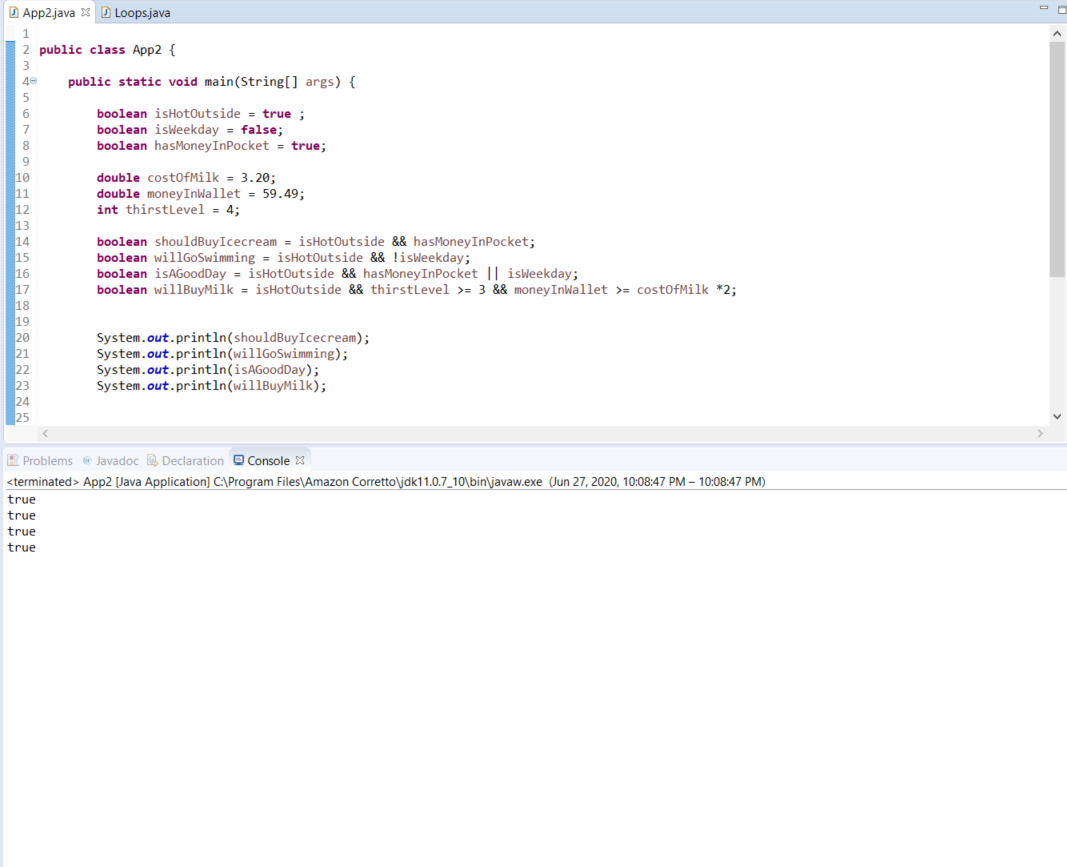 App2.java Loops.java
1
2 public class App2 {
3
4 public static void main(String[] args) {
5
6 boolean isHotOutside = true ;
7 boolean isWeekday = false;
8 boolean hasMoneyInPocket = true;
9
10 double costOfMilk = 3.20;
11 double moneyInWallet = 59.49;
12 int thirstLevel = 4;
13
14 boolean shouldBuyIcecream = isHotOutside && hasMoneyInPocket;
15 boolean willGoSwimming = isHotOutside && !isWeekday;
16 boolean isAGoodDay = isHotOutside && hasMoneyInPocket || isWeekday;
17 boolean willBuyMilk = isHotOutside && thirstLevel >= 3 && moneyInWallet >= costOfMilk *2;
18
19
20 System.out.println(shouldBuyIcecream);
21 System.out.println(willGoSwimming);
22 System.out.println(isAGoodDay);
23 System.out.println(willBuyMilk);
24
25
Problems @ Javadoc Declaration Console
<terminated> App2 [Java Application] C:\Program Files\Amazon Corretto\jdk11.0.7_10\bin\javaw.exe (Jun 27, 2020, 10:08:47 PM – 10:08:47 PM)
true
true
true
true